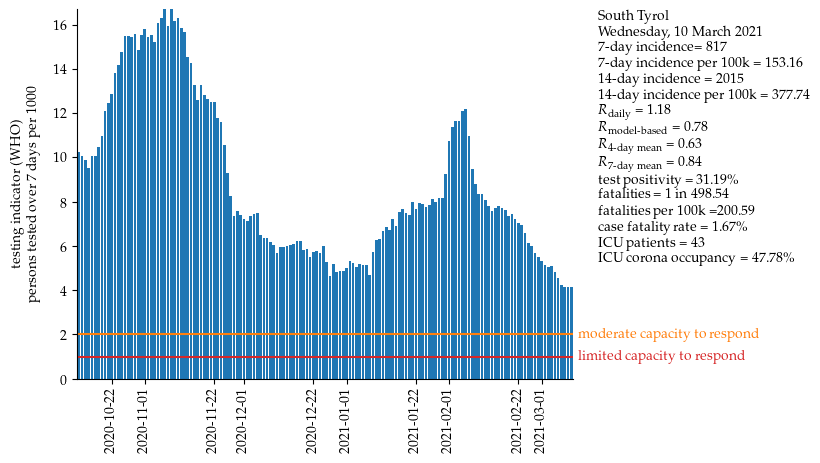 South Tyrol
Wednesday, 10 March 2021
7-day incidence= 817
7-day incidence per 100k = 153.16
14-day incidence = 2015
14-day incidence per 100k = 377.74
R daily = 1.18
R model-based = 0.78
R 4-day mean = 0.63
R 7-day mean = 0.84
test positivity = 31.19%
fatalities = 1 in 498.54
fatalities per 100k =200.59
case fatality rate = 1.67%
ICU patients = 43
ICU corona occupancy = 47.78%
testing indicator (WHO)
persons tested over 7 days per 1000
16
14
12
10
8
6
4
2
0
moderate capacity to respond
limited capacity to respond
2020-10-22
2020-11-01
2020-11-22
2020-12-01
2020-12-22
2021-01-01
2021-01-22
2021-02-01
2021-02-22
2021-03-01